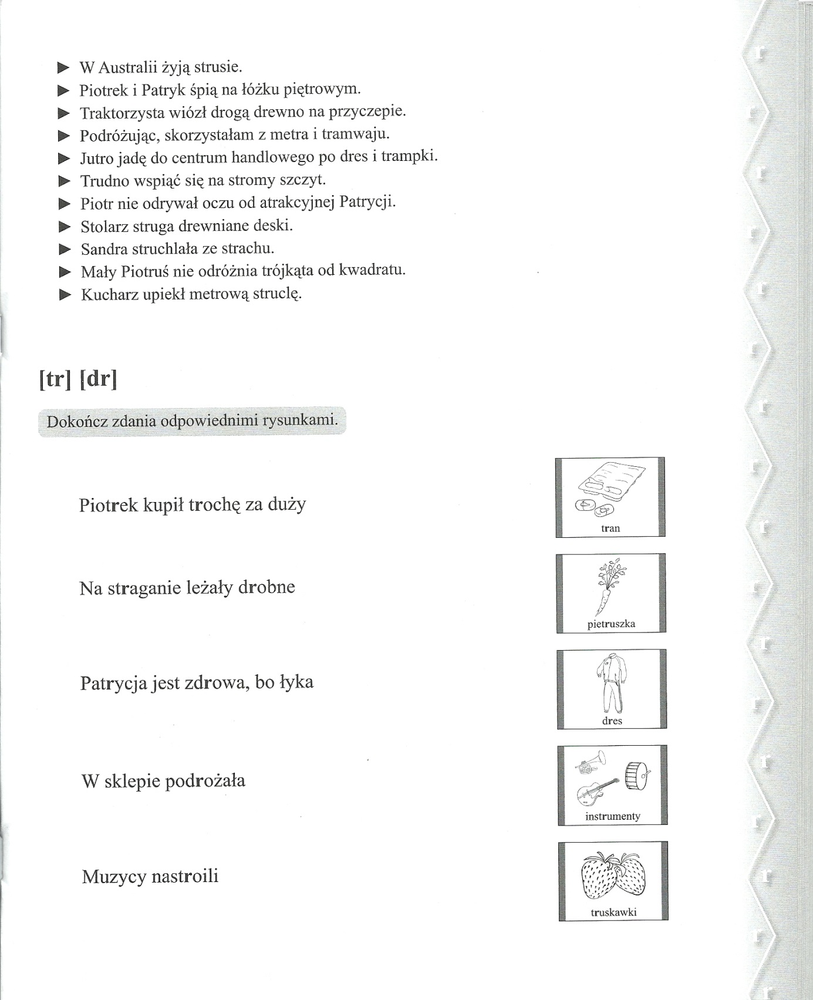 ► W Australii żyją strusie.
► Piotrek i Patryk śpią na łóżku piętrowym.
► Traktorzysta wiózł drogą drewno na przyczepie.
► Podróżując, skorzystałam z metra i tramwaju.
► Jutro jadę do centrum handlowego po dres i trampki.
► Trudno wspiąć się na stromy szczyt.
► Piotr nie odrywał oczu od atrakcyjnej Patrycji.
► Stolarz struga drewniane deski.
► Sandra struchlała ze strachu.
► Mały Piotruś nie odróżnia trójkąta od kwadratu.
► Kucharz upiekł metrową struclę.
[tr] [dr]
Dokończ zdania odpowiednimi rysunkami.
Piotrek kupił trochę za duży
tran
Na straganie leżały drobne
pietruszka
Patrycja jest zdrowa, bo łyka
dres
W sklepie podrożała
instrumenty
Muzycy nastroili
truskawki